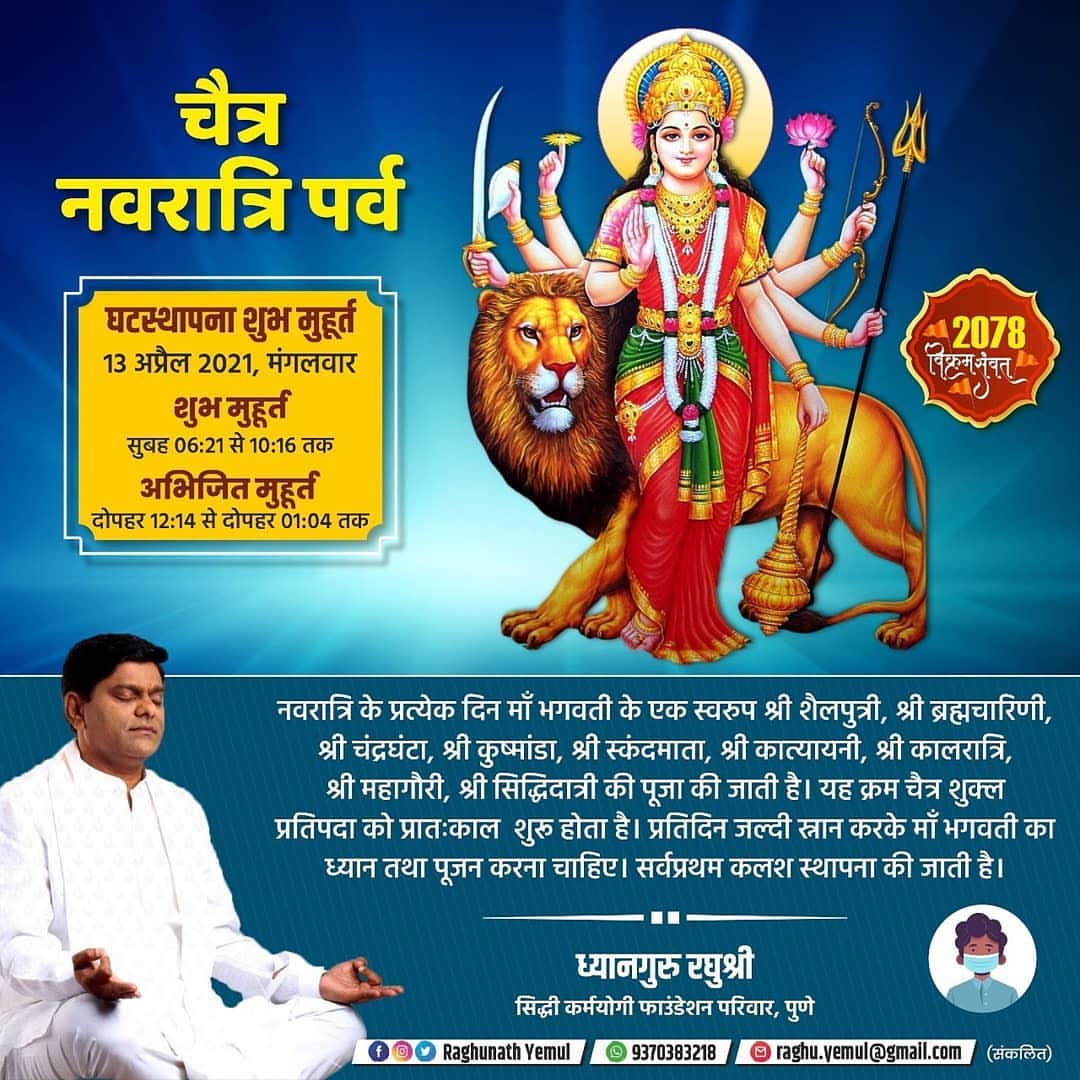 चैत्र
नवरात्रि पर्व
घटस्थापना शुभ मुहूर्त
13 अप्रैल 2021, मंगलवार
शुभ मुहूर्त
सुबह 06:21 से 10:16 तक
अभिजित मुहूर्त
दोपहर 12:14 से दोपहर 01:04 तक
2078
विक्रम संवत
नवरात्रि के प्रत्येक दिन माँ भगवती के एक स्वरुप श्री शैलपुत्री, श्री ब्रह्मचारिणी,
श्री चंद्रघंटा, श्री कुष्मांडा, श्री स्कंदमाता, श्री कात्यायनी, श्री कालरात्रि,
श्री महागौरी, श्री सिद्धिदात्री की पूजा की जाती है। यह क्रम चैत्र शुक्ल
प्रतिपदा को प्रातःकाल शुरू होता है। प्रतिदिन जल्दी स्नान करके माँ भगवती का
ध्यान तथा पूजन करना चाहिए। सर्वप्रथम कलश स्थापना की जाती है।
ध्यानगुरु रघुश्री
सिद्धी कर्मयोगी फाउंडेशन परिवार, पुणे
Raghunath Yemul 9370383218 raghu.yemul@gmail.com (संकलित)